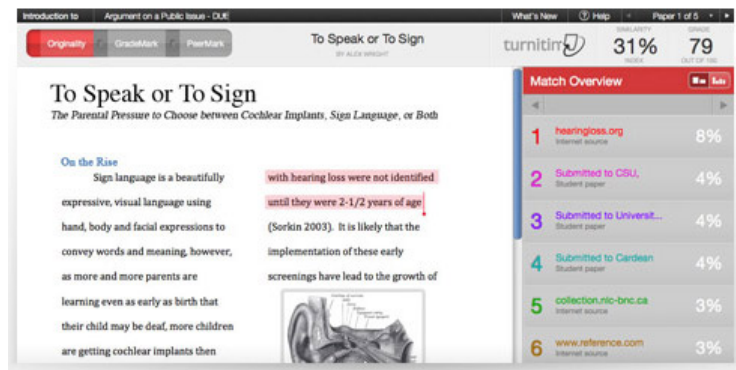 Introduction to
Argument on a Public Issue - DUE
What's New
Help
Paper 1 of 5
Originality
GradeMark
PeerMark
To Speak or To Sign
BY ALEX WRIGHT
turnitin
SIMILARITY
31%
INDEX
GRADE
79
OUT OF 100
To Speak or To Sign
The Parental Pressure to Choose between Cochlear Implants, Sign Language, or Both
On the Rise
Sign language is a beautifully
expressive, visual language using
hand, body and facial expressions to
convey words and meaning, however,
as more and more parents are
learning even as early as birth that
their child may be deaf, more children
are getting cochlear implants then
with hearing loss were not identified
until they were 2-1/2 years of age
(Sorkin 2003). It is likely that the
implementation of these early
screenings have lead to the growth of
Match Overview
1 hearingloss.org 8%
Internet source
2 Submitted to CSU, 4%
Student paper
3 Submitted to Universit... 4%
Student paper
4 Submitted to Cardean 4%
Student paper
5 collection.nlc-bnc.ca 3%
Internet source
6 www.reference.com 3%
Internet source